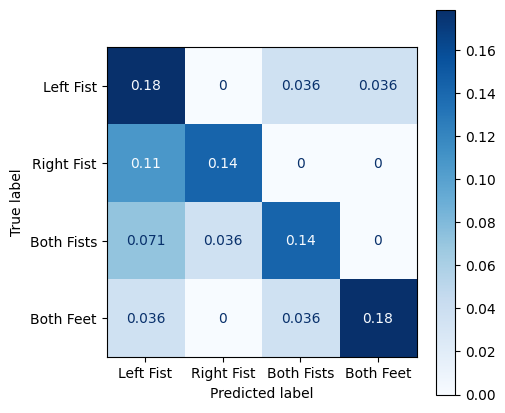 Left Fist 0.18 0 0.036 0.036
Right Fist 0.11 0.14 0 0
Both Fists 0.071 0.036 0.14 0
Both Feet 0.036 0 0.036 0.18
Left Fist Right Fist Both Fists Both Feet
Predicted label
True label
0.16
0.14
0.12
0.10
0.08
0.06
0.04
0.02
0.00